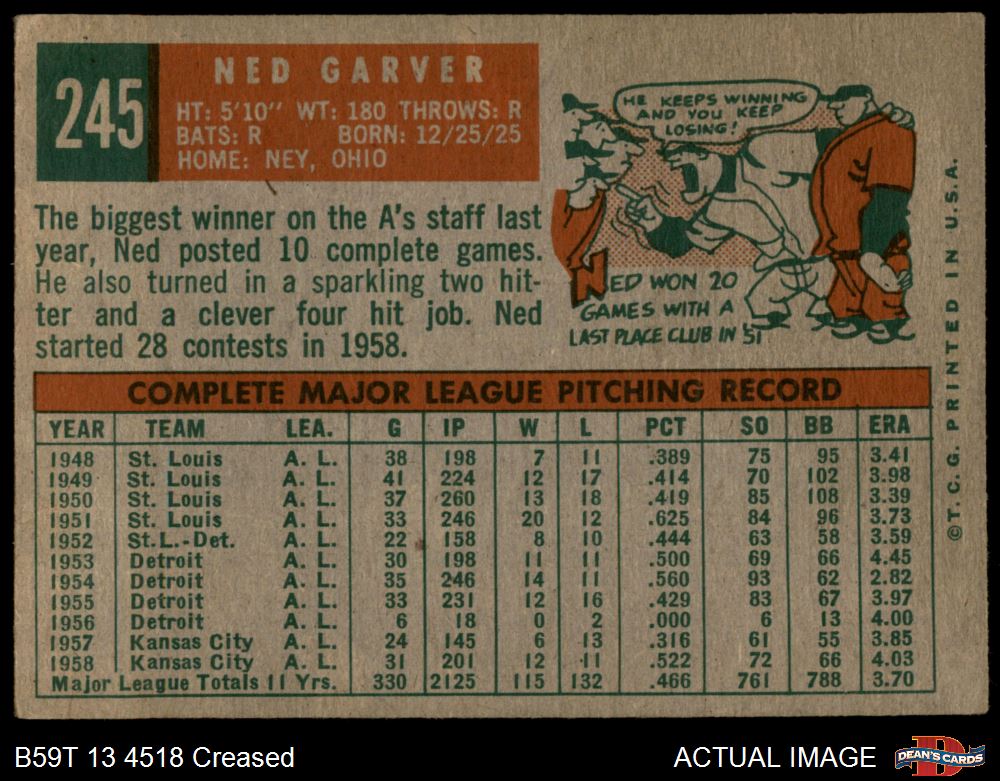 245
NED GARVER
HT: 5'10" WT: 180 THROWS: R
BATS: R BORN: 12/25/25
HOME: NEY, OHIO
The biggest winner on the A's staff last
year, Ned posted 10 complete games.
He also turned in a sparkling two hit-
ter and a clever four hit job. Ned
started 28 contests in 1958.
HE KEEPS WINNING
AND YOU KEEP
LOSING!
NED WON 20
GAMES WITH A
LAST PLACE CLUB IN '51
COMPLETE MAJOR LEAGUE PITCHING RECORD
YEAR TEAM LEA. G IP W L PCT SO BB ERA
1948 St. Louis A. L. 38 198 7 11 .389 75 95 3.41
1949 St. Louis A. L. 41 224 12 17 .414 70 102 3.98
1950 St. Louis A. L. 37 260 13 18 .419 85 108 3.39
1951 St. Louis A. L. 33 246 20 12 .625 84 96 3.73
1952 St.L.-Det. A. L. 22 158 8 10 .444 63 58 3.59
1953 Detroit A. L. 30 198 11 11 .500 69 66 4.45
1954 Detroit A. L. 35 246 14 11 .560 93 62 2.82
1955 Detroit A. L. 33 231 12 16 .429 83 67 3.97
1956 Detroit A. L. 6 18 0 2 .000 6 13 4.00
1957 Kansas City A. L. 24 145 6 13 .316 61 55 3.85
1958 Kansas City A. L. 31 201 12 11 .522 72 66 4.03
Major League Totals 11 Yrs. 330 2125 115 132 .466 761 788 3.70
©T. C. G. PRINTED IN U.S.A.
B59T 13 4518 Creased
ACTUAL IMAGE
D
DEAN'S CARDS